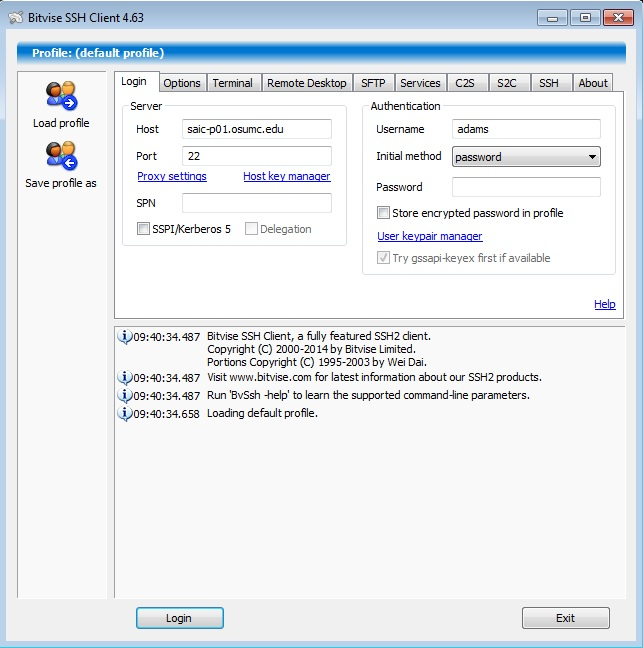 Bitvise SSH Client 4.63
Profile: (default profile)
Load profile
Save profile as
Login Options Terminal Remote Desktop SFTP Services C2S S2C SSH About
Server
Host saic-p01.osumc.edu
Port 22
Proxy settings Host key manager
SPN
SSPI/Kerberos 5 Delegation
Authentication
Username adams
Initial method password
Password
Store encrypted password in profile
User keypair manager
Try gssapi-keyex first if available
Help
09:40:34.487 Bitvise SSH Client, a fully featured SSH2 client.
Copyright (C) 2000-2014 by Bitvise Limited.
Portions Copyright (C) 1995-2003 by Wei Dai.
09:40:34.487 Visit www.bitvise.com for latest information about our SSH2 products.
09:40:34.487 Run 'BvSsh -help' to learn the supported command-line parameters.
09:40:34.658 Loading default profile.
Login Exit